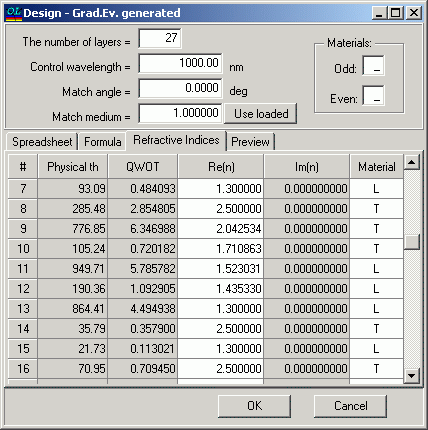 OL Design - Grad.Ev. generated
The number of layers = 27
Control wavelength = 1000.00 nm
Match angle = 0.0000 deg
Match medium = 1.000000 Use loaded
Materials:
Odd: _
Even: _
Spreadsheet Formula Refractive Indices Preview
# Physical th QWOT Re(n) Im(n) Material
7 93.09 0.484093 1.300000 0.000000000 L
8 285.48 2.854805 2.500000 0.000000000 T
9 776.85 6.346988 2.042534 0.000000000 T
10 105.24 0.720182 1.710863 0.000000000 T
11 949.71 5.785782 1.523031 0.000000000 L
12 190.36 1.092905 1.435330 0.000000000 L
13 864.41 4.494938 1.300000 0.000000000 L
14 35.79 0.357900 2.500000 0.000000000 T
15 21.73 0.113021 1.300000 0.000000000 L
16 70.95 0.709450 2.500000 0.000000000 T
OK Cancel